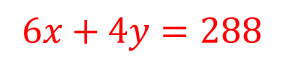 6x + 4y = 288